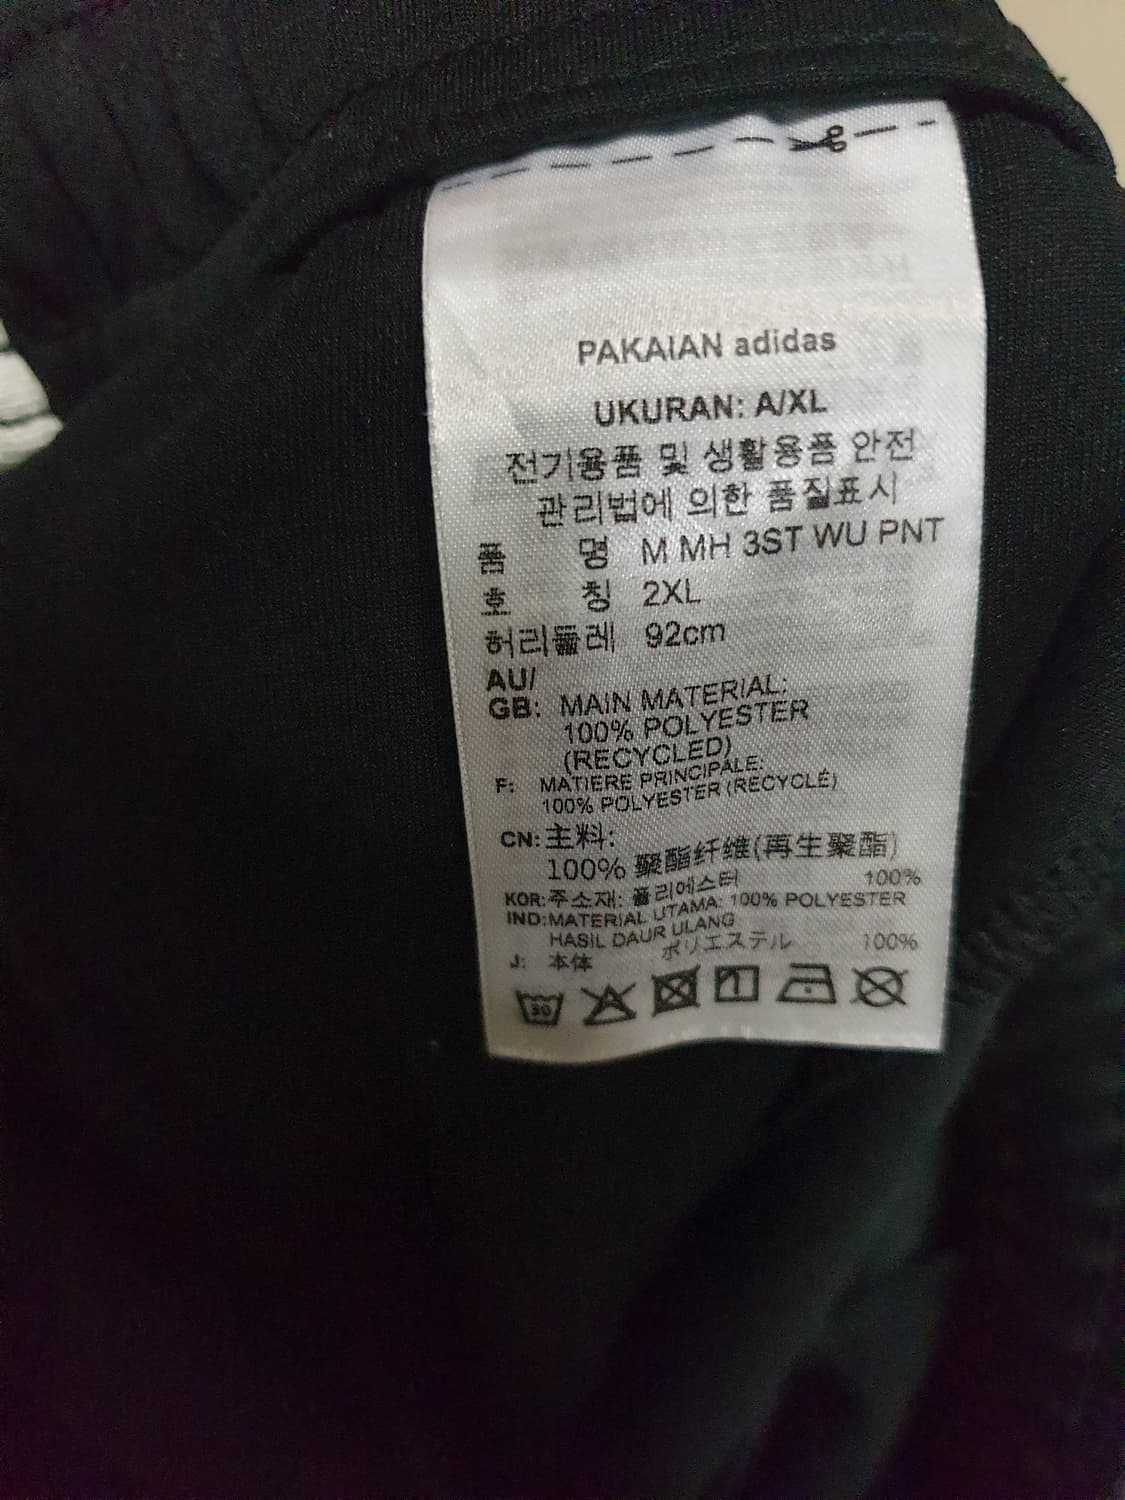 PAKAIAN adidas
UKURAN: A/XL
전기용품 및 생활용품 안전
관리법에 의한 품질표시
품 명 M MH 3ST WU PNT
호 칭 2XL
허리둘레 92cm
AU/
GB: MAIN MATERIAL:
100% POLYESTER
(RECYCLED)
F: MATIERE PRINCIPALE:
100% POLYESTER (RECYCLÉ)
CN: 主料:
100% 聚酯纤维(再生聚酯)
KOR: 주소재: 폴리에스터 100%
IND: MATERIAL UTAMA: 100% POLYESTER
HASIL DAUR ULANG
J: 本体 ポリエステル 100%
30